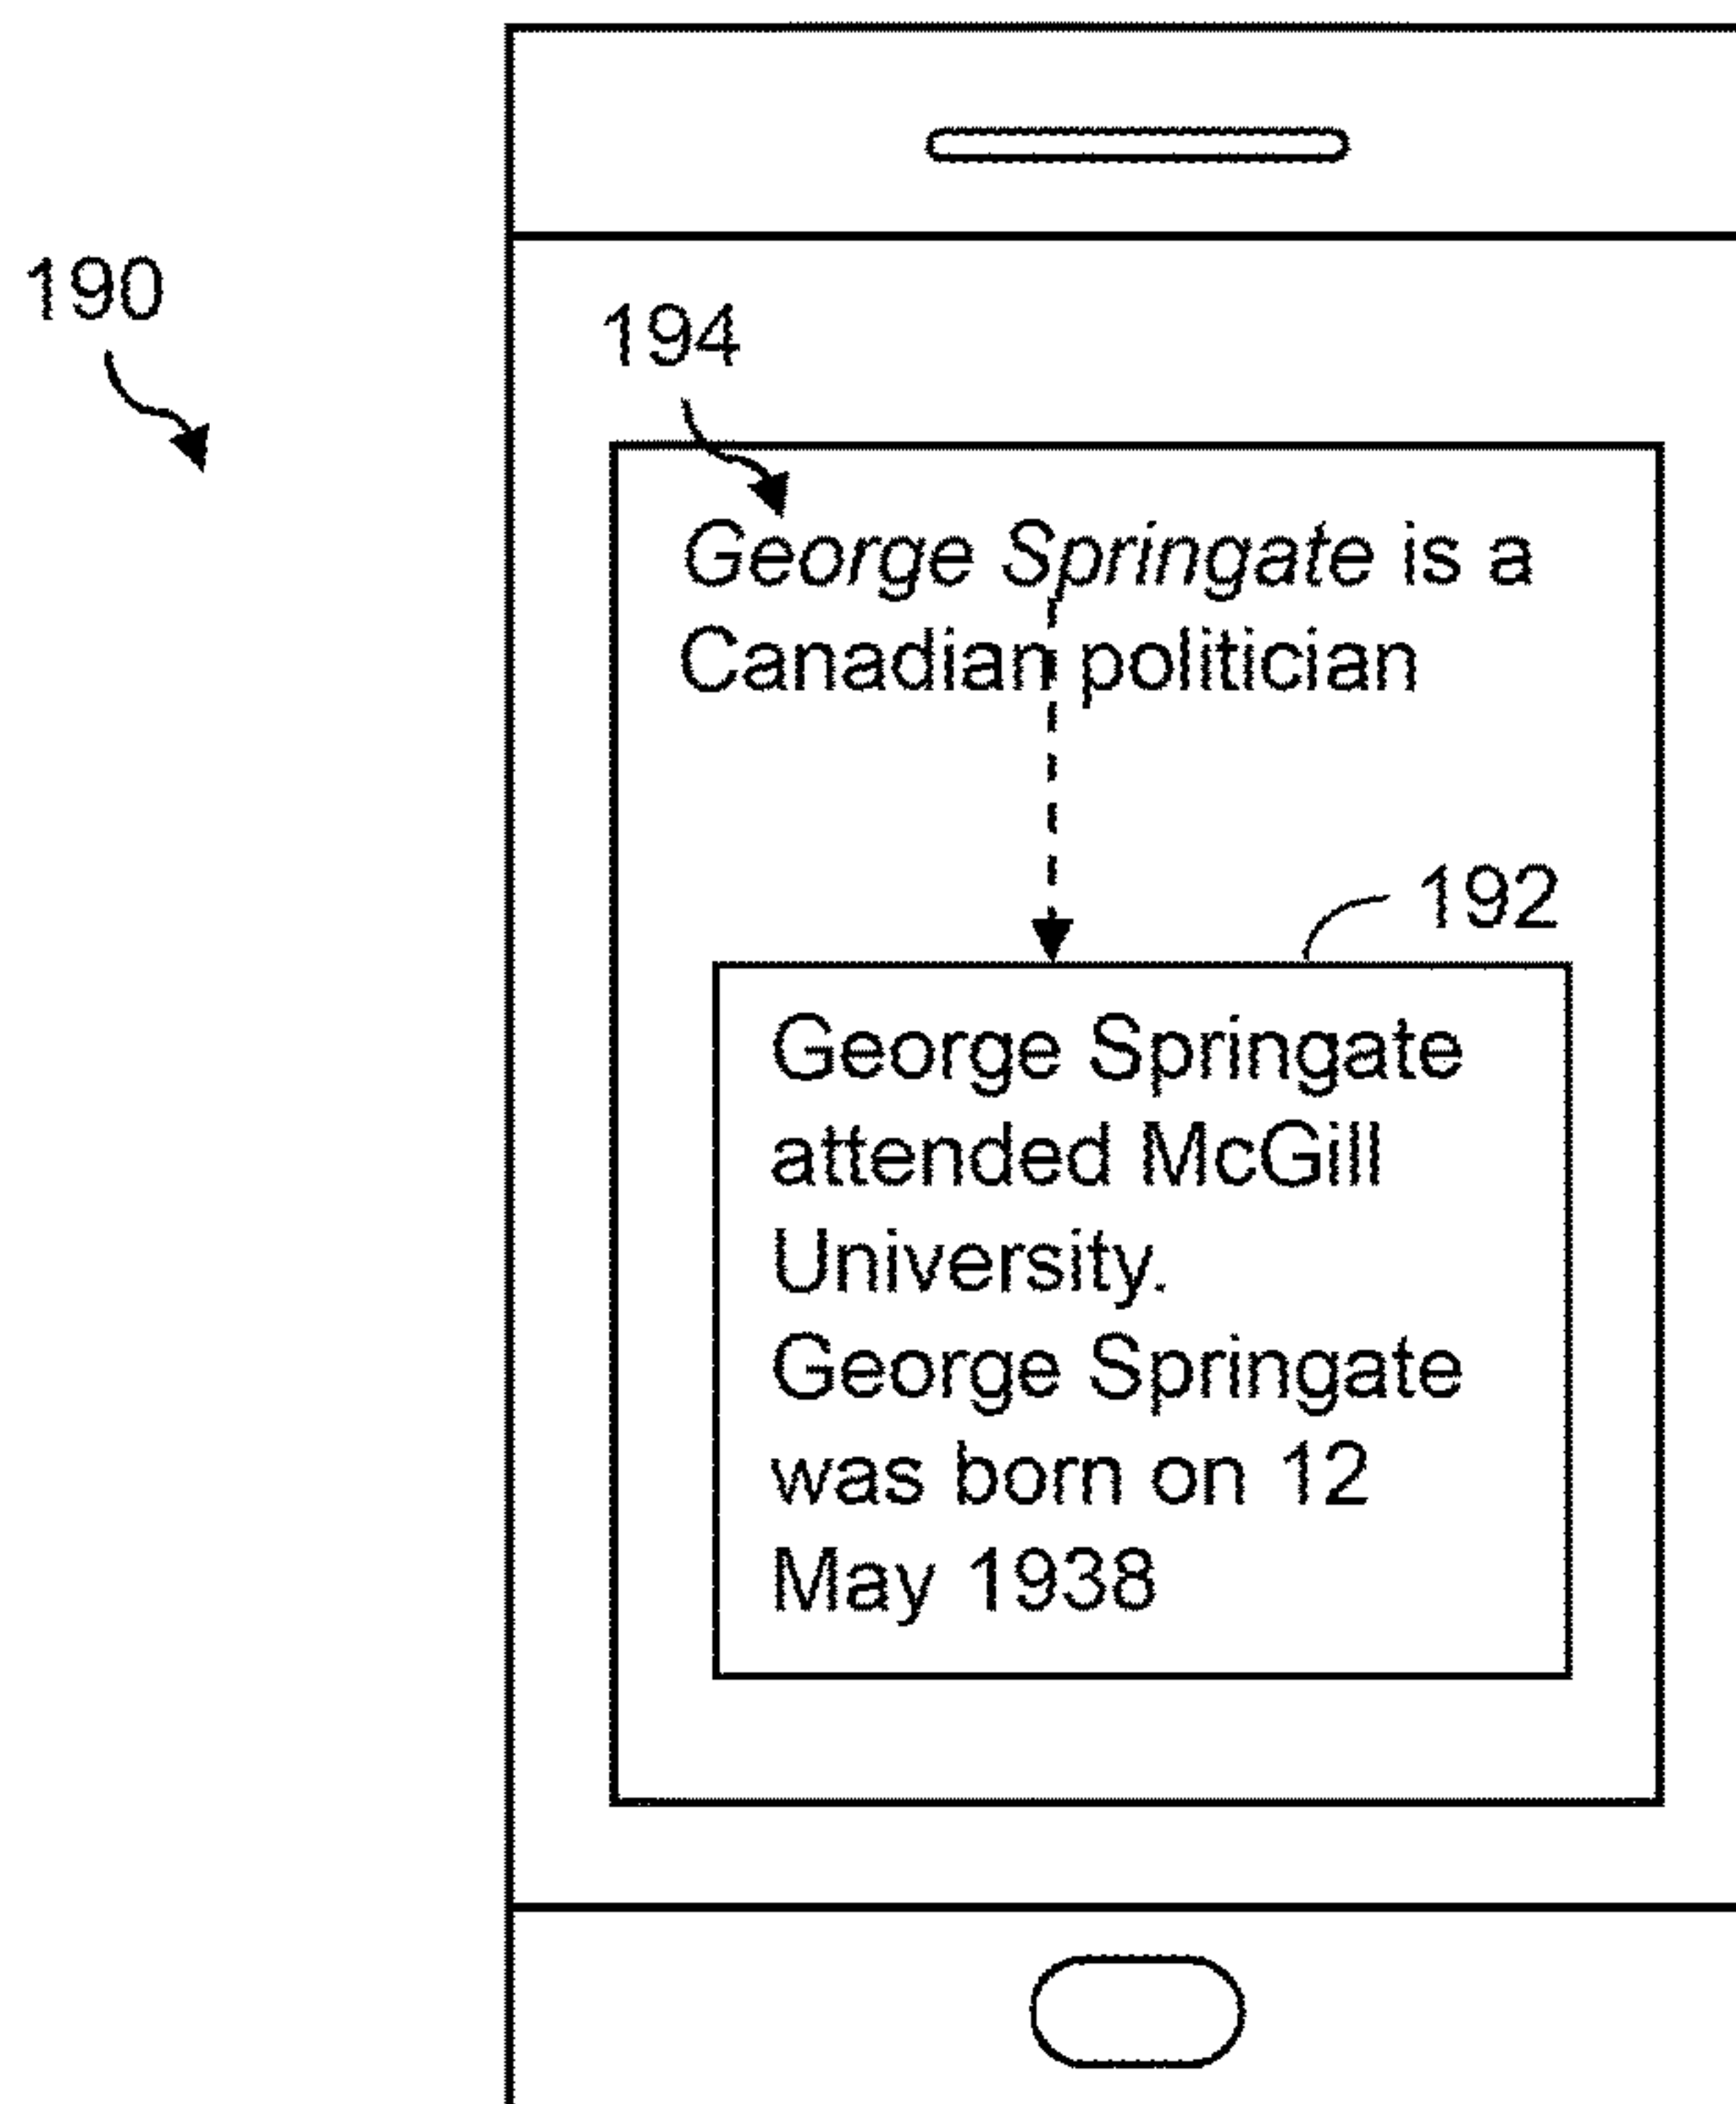 190
194
George Springate is a
Canadian politician
192
George Springate
attended McGill
University.
George Springate
was born on 12
May 1938